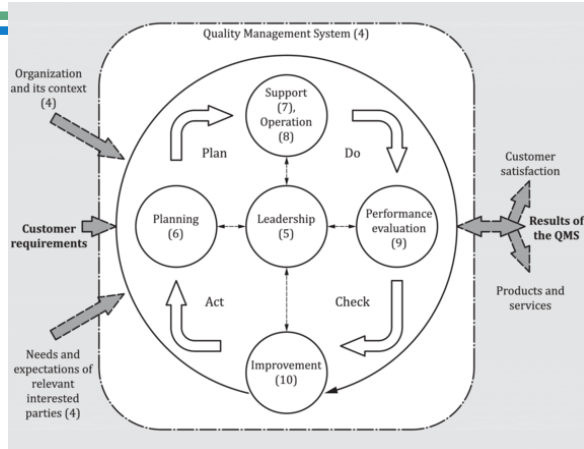 Quality Management System (4)
Organization
and its context
(4)
Support
(7),
Operation
(8)
Plan
Do
Customer
satisfaction
Customer
requirements
Planning
(6)
Leadership
(5)
Performance
evaluation
(9)
Results of
the QMS
Act
Check
Products and
services
Needs and
expectations of
relevant
interested
parties (4)
Improvement
(10)